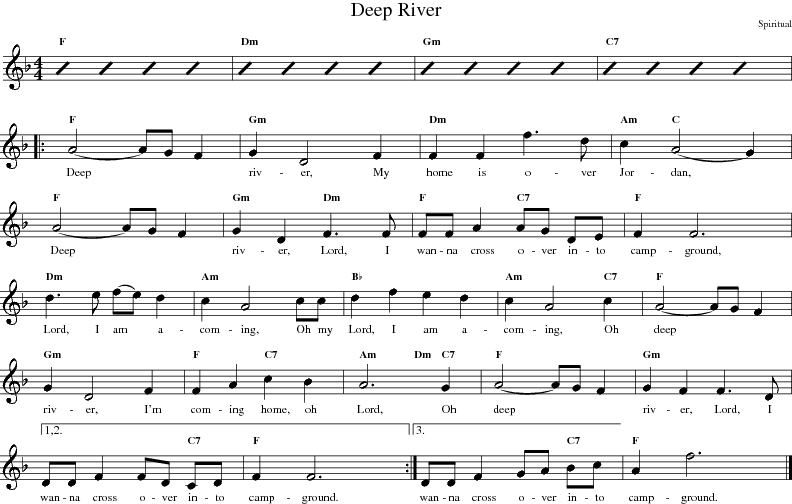 Deep River
Spiritual
F Dm Gm C7
F Gm Dm Am C
Deep riv - er, My home is o - ver Jor - dan,
F Gm Dm F C7 F
Deep riv - er, Lord, I wan - na cross o - ver in - to camp - ground,
Dm Am B♭ Am C7 F
Lord, I am a - com - ing, Oh my Lord, I am a - com - ing, Oh deep
Gm F C7 Am Dm C7 F Gm
riv - er, I'm com - ing home, oh Lord, Oh deep riv - er, Lord, I
1,2. 3.
C7 F C7 F
wan - na cross o - ver in - to camp - ground. wan - na cross o - ver in - to camp - ground.